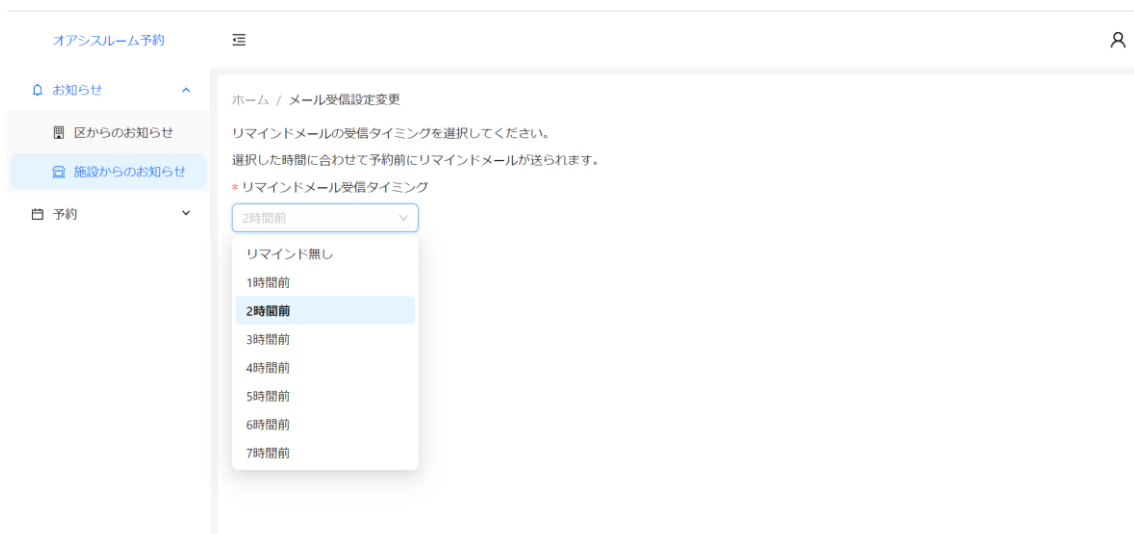 オアシスルーム予約
お知らせ
区からのお知らせ
施設からのお知らせ
予約
ホーム / メール受信設定変更
リマインドメールの受信タイミングを選択してください。
選択した時間に合わせて予約前にリマインドメールが送られます。
* リマインドメール受信タイミング
2時間前
リマインド無し
1時間前
2時間前
3時間前
4時間前
5時間前
6時間前
7時間前